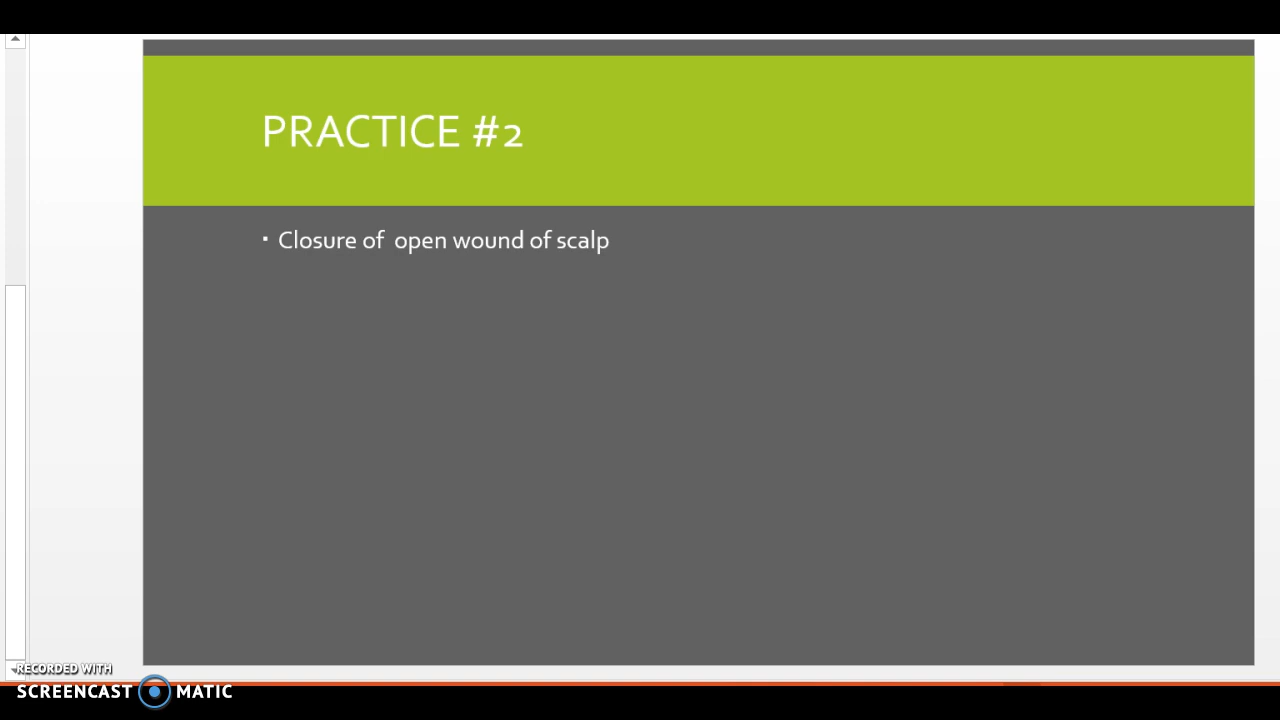 PRACTICE #2
▪ Closure of  open wound of scalp
RECORDED WITH
SCREENCAST MATIC